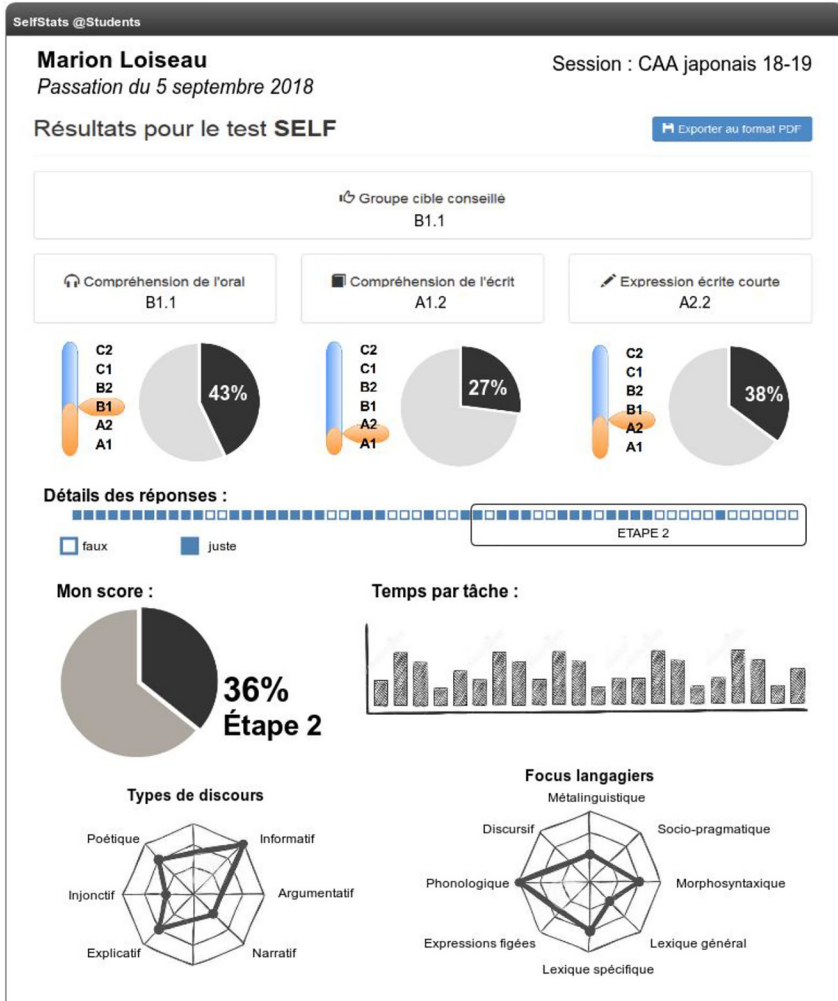 SelfStats @Students
Marion Loiseau
Session : CAA japonais 18-19
Passation du 5 septembre 2018
Résultats pour le test SELF
Exporter au format PDF
Groupe cible conseillé
B1.1
Compréhension de l'oral
B1.1
Compréhension de l'écrit
A1.2
Expression écrite courte
A2.2
C2
C1
B2
B1
A2
A1
43%
C2
C1
B2
B1
A2
A1
27%
C2
C1
B2
B1
A2
A1
38%
Détails des réponses :
ETAPE 2
faux
juste
Mon score :
36%
Étape 2
Temps par tâche :
Types de discours
Poétique
Informatif
Injonctif
Argumentatif
Explicatif
Narratif
Focus langagiers
Métalinguistique
Discursif
Socio-pragmatique
Phonologique
Morphosyntaxique
Expressions figées
Lexique général
Lexique spécifique